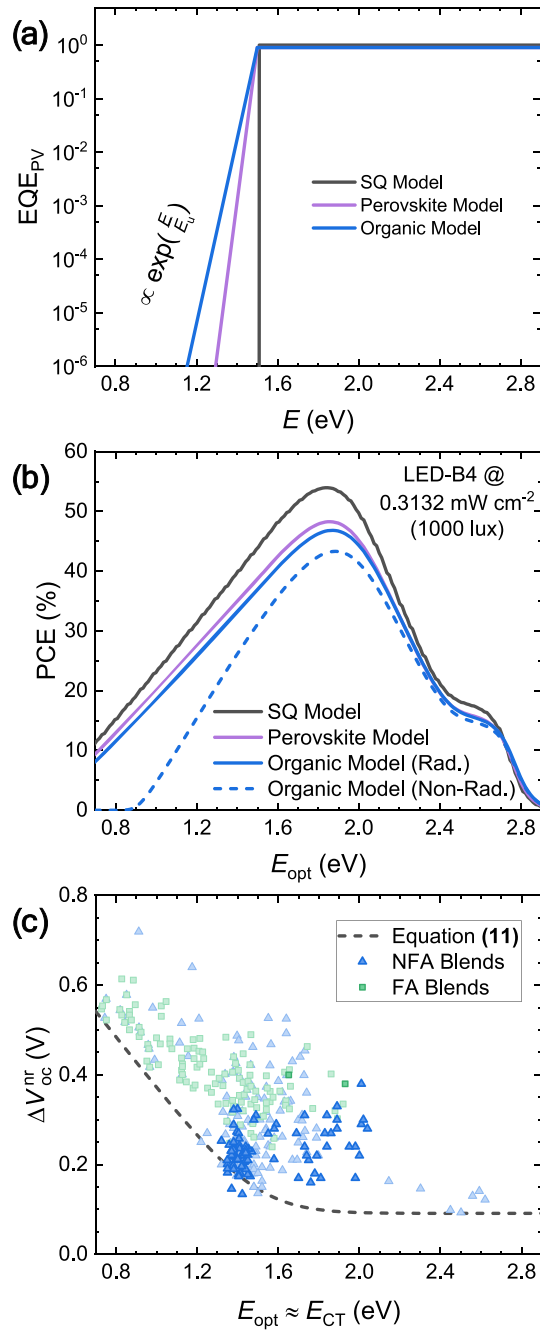 (a)
10⁰
10⁻¹
10⁻²
10⁻³
10⁻⁴
10⁻⁵
10⁻⁶
EQE_PV
∝ exp(E/E_u)
SQ Model
Perovskite Model
Organic Model
0.8 1.2 1.6 2.0 2.4 2.8
E (eV)
(b)
60
50
40
30
20
10
0
PCE (%)
LED-B4 @
0.3132 mW cm⁻²
(1000 lux)
SQ Model
Perovskite Model
Organic Model (Rad.)
Organic Model (Non-Rad.)
0.8 1.2 1.6 2.0 2.4 2.8
E_opt (eV)
(c)
0.8
0.6
0.4
0.2
0.0
ΔV_oc^nr (V)
Equation (11)
NFA Blends
FA Blends
0.8 1.2 1.6 2.0 2.4 2.8
E_opt ≈ E_CT (eV)